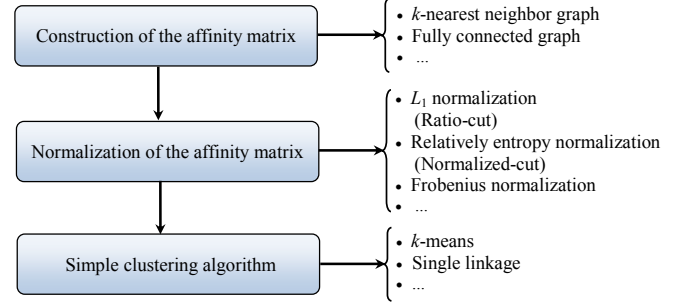 Construction of the affinity matrix
• k-nearest neighbor graph
• Fully connected graph
• ...
Normalization of the affinity matrix
• L₁ normalization
(Ratio-cut)
• Relatively entropy normalization
(Normalized-cut)
• Frobenius normalization
• ...
Simple clustering algorithm
• k-means
• Single linkage
• ...